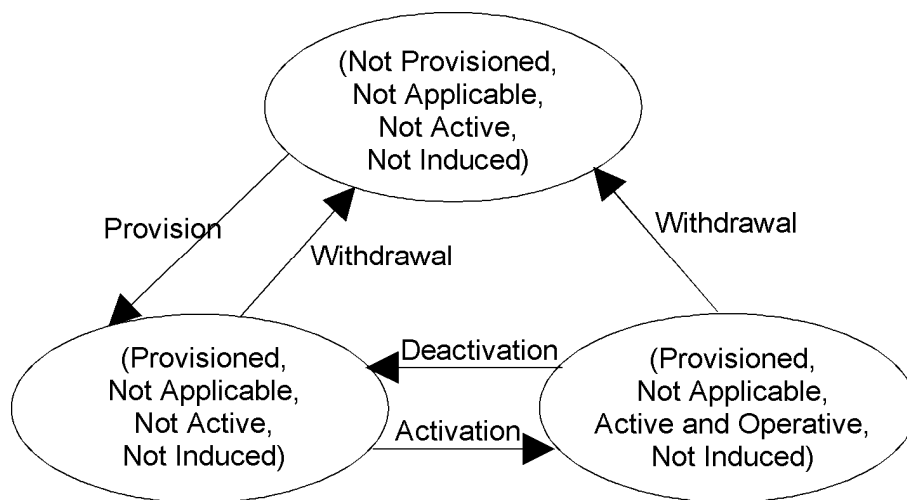 (Not Provisioned,
Not Applicable,
Not Active,
Not Induced)
Provision
Withdrawal
Withdrawal
(Provisioned,
Not Applicable,
Not Active,
Not Induced)
Deactivation
Activation
(Provisioned,
Not Applicable,
Active and Operative,
Not Induced)